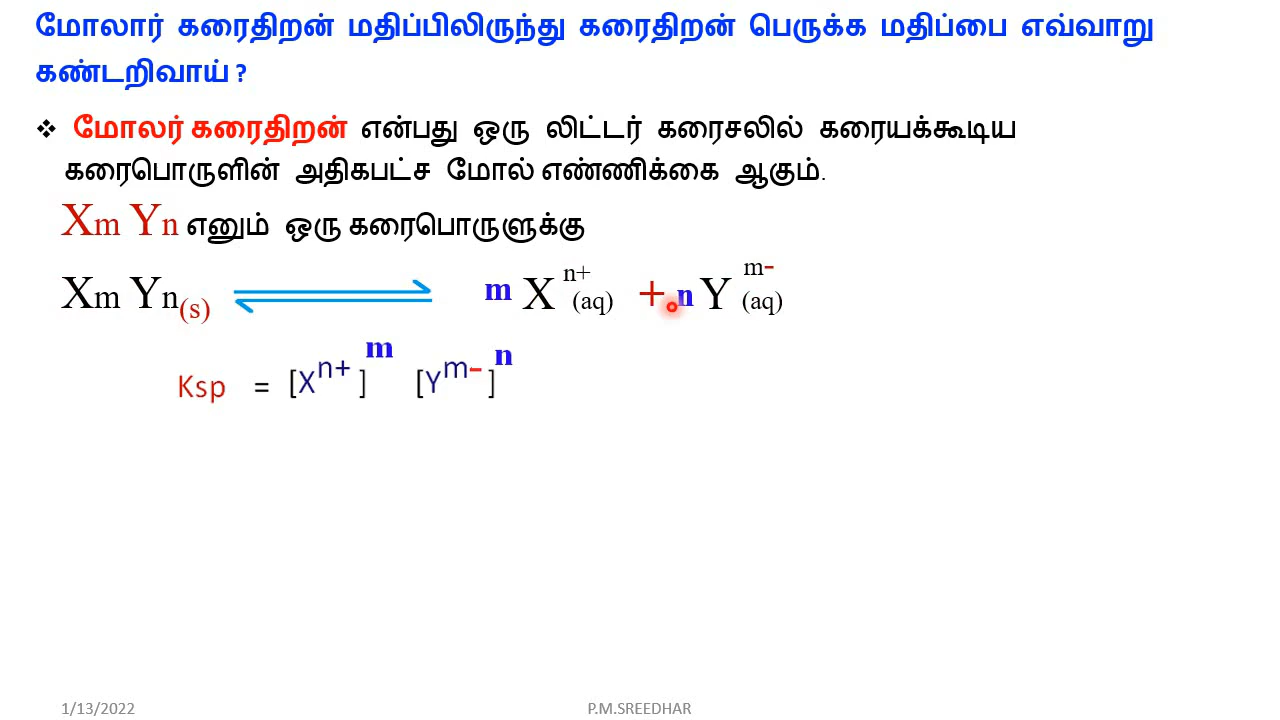 மோலார் கரைதிறன் மதிப்பிலிருந்து கரைதிறன் பெருக்க மதிப்பை எவ்வாறு
கண்டறிவாய் ?
❖ மோலர் கரைதிறன் என்பது ஒரு லிட்டர் கரைசலில் கரையக்கூடிய
கரைபொருளின் அதிகபட்ச மோல் எண்ணிக்கை ஆகும்.
Xm Yn எனும் ஒரு கரைபொருளுக்கு
Xm Yn(s) ⇌ m X n+ (aq) + n Y m- (aq)
Ksp = [X n+ ] m [Y m- ] n
1/13/2022 P.M.SREEDHAR